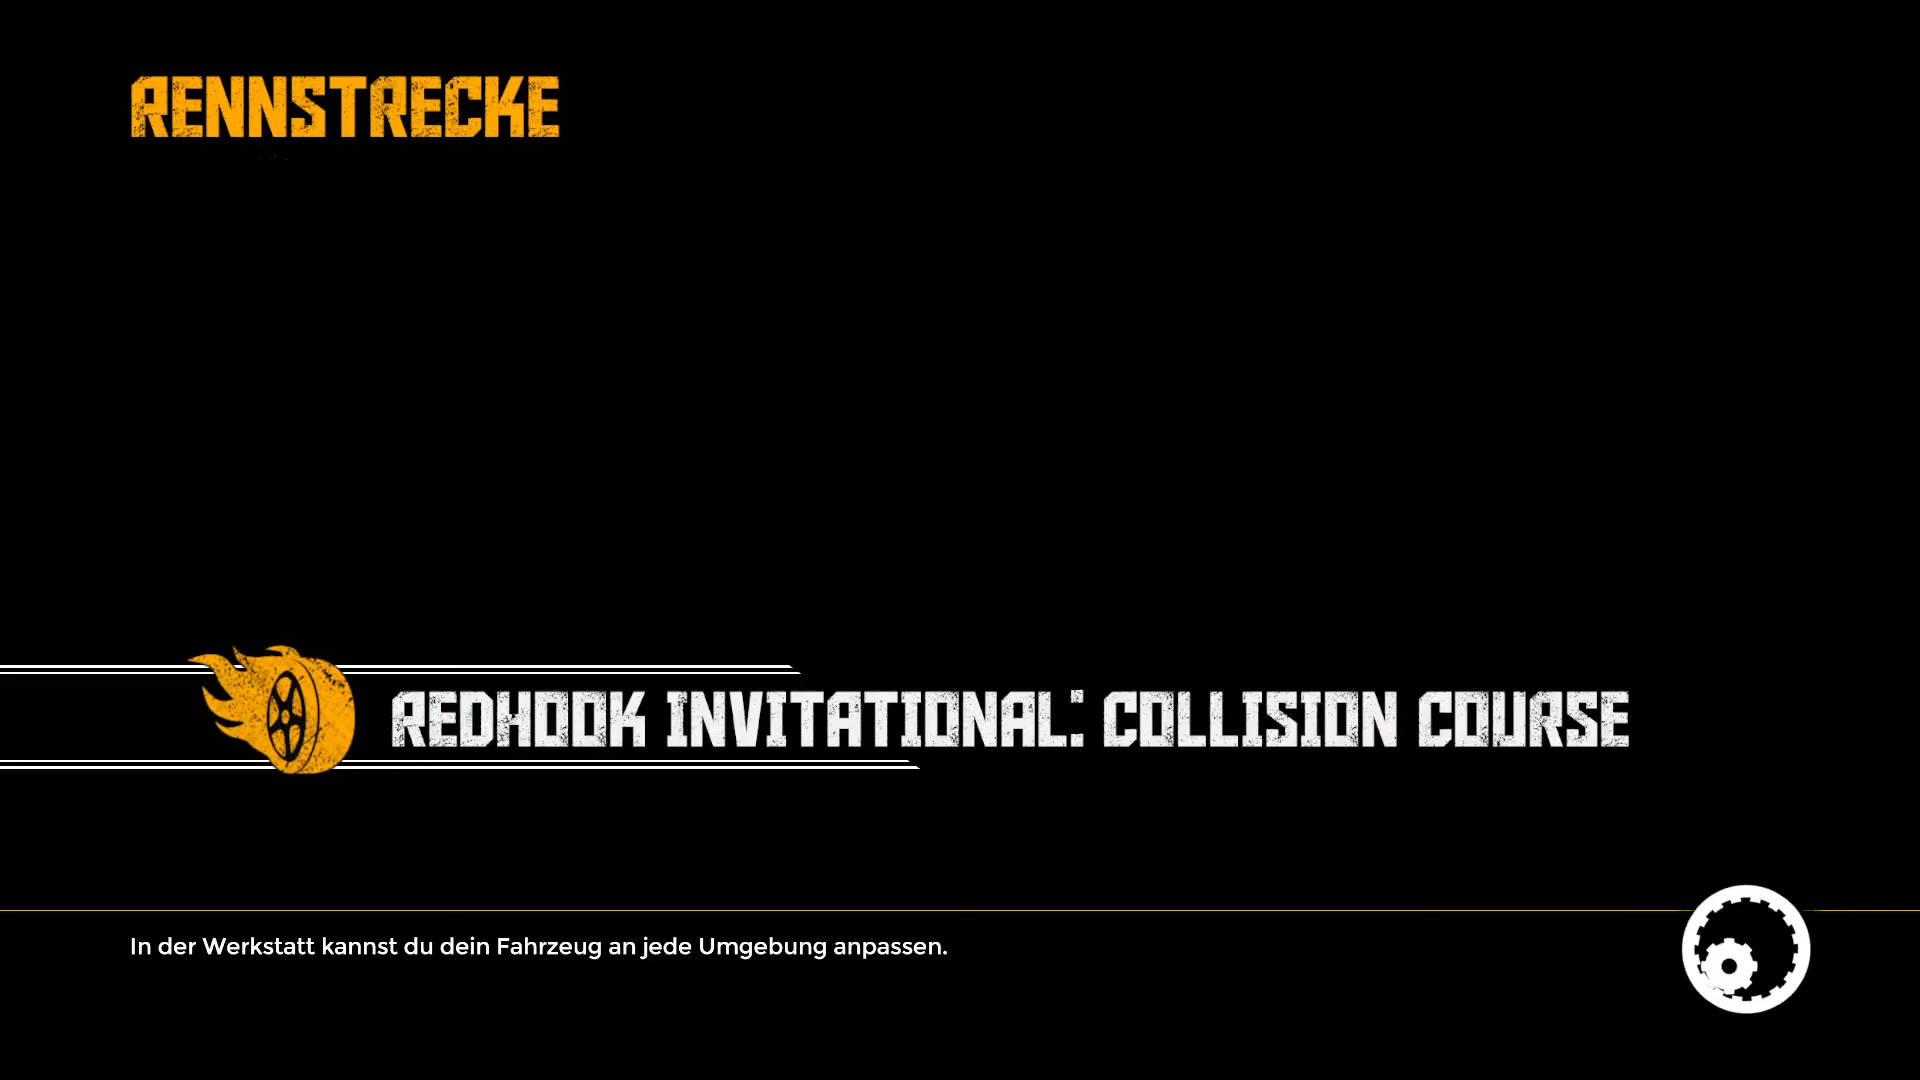 RENNSTRECKE
REDHOOK INVITATIONAL: COLLISION COURSE
In der Werkstatt kannst du dein Fahrzeug an jede Umgebung anpassen.